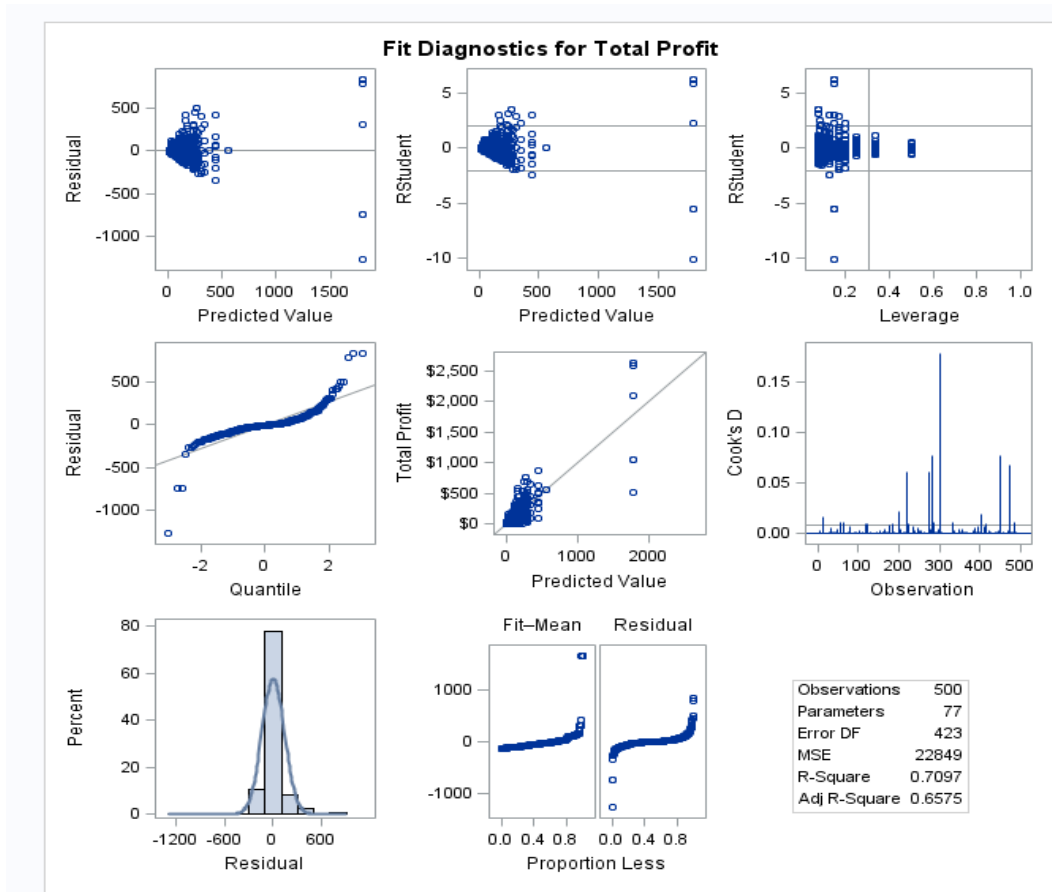 Fit Diagnostics for Total Profit
500
0
-500
-1000
Residual
0 500 1000 1500
Predicted Value
5
0
-5
-10
RStudent
0 500 1000 1500
Predicted Value
5
0
-5
-10
RStudent
0.2 0.4 0.6 0.8 1.0
Leverage
500
0
-500
-1000
Residual
-2 0 2
Quantile
$2,500
$2,000
$1,500
$1,000
$500
$0
Total Profit
0 1000 2000
Predicted Value
0.15
0.10
0.05
0.00
Cook's D
0 100 200 300 400 500
Observation
80
60
40
20
0
Percent
-1200 -600 0 600
Residual
Fit–Mean Residual
1000
0
-1000
0.0 0.4 0.8 0.0 0.4 0.8
Proportion Less
Observations 500
Parameters 77
Error DF 423
MSE 22849
R-Square 0.7097
Adj R-Square 0.6575